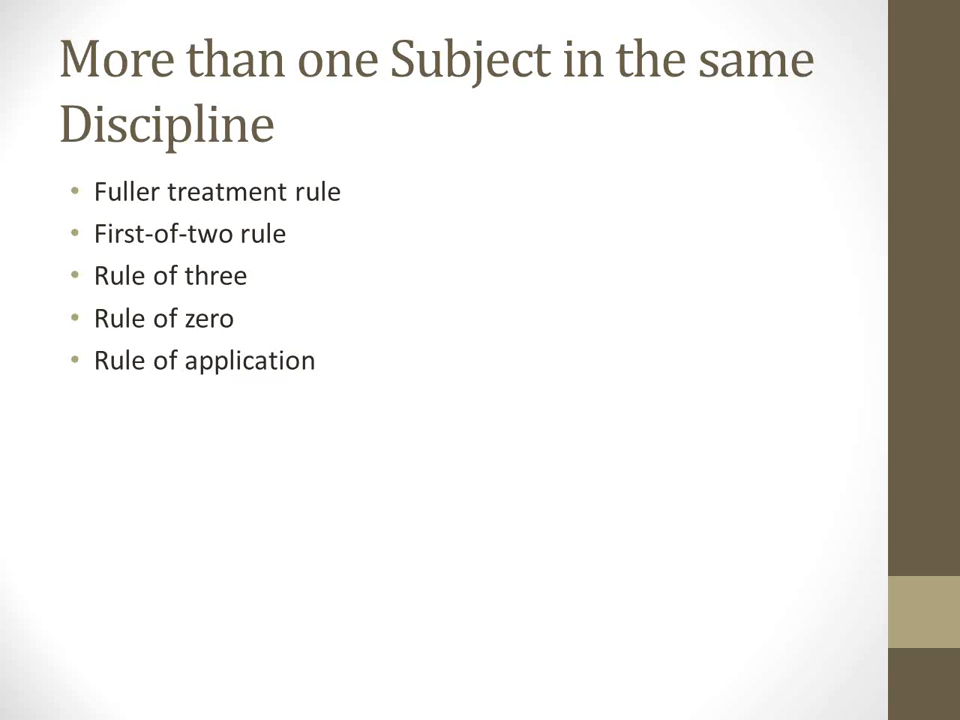 More than one Subject in the same
Discipline
• Fuller treatment rule
• First-of-two rule
• Rule of three
• Rule of zero
• Rule of application